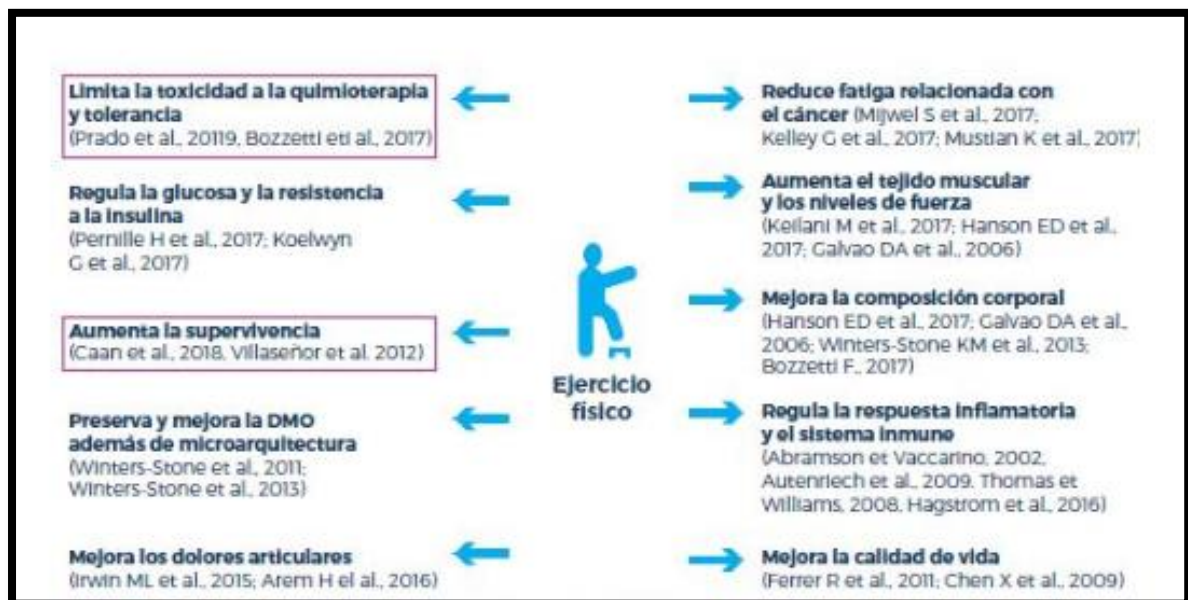 Limita la toxicidad a la quimioterapia
y tolerancia
(Prado et al., 20119, Bozzetti etl al., 2017)
Regula la glucosa y la resistencia
a la insulina
(Pernille H et al., 2017; Koelwyn
G et al., 2017)
Aumenta la supervivencia
(Caan et al., 2018, Villaseñor et al. 2012)
Preserva y mejora la DMO
además de microarquitectura
(Winters-Stone et al., 2011;
Winters-Stone et al., 2013)
Mejora los dolores articulares
(Irwin ML et al., 2015; Arem H el al., 2016)
Ejercicio
físico
Reduce fatiga relacionada con
el cáncer (Mijwel S et al., 2017;
Kelley G et al., 2017; Mustian K et al., 2017)
Aumenta el tejido muscular
y los niveles de fuerza
(Keilani M et al., 2017; Hanson ED et al.,
2017; Galvao DA et al., 2006)
Mejora la composición corporal
(Hanson ED et al., 2017; Galvao DA et al.,
2006; Winters-Stone KM et al., 2013;
Bozzetti F., 2017)
Regula la respuesta inflamatoria
y el sistema inmune
(Abramson et Vaccarino, 2002,
Autenriech et al., 2009, Thomas et
Williams, 2008, Hagstrom et al., 2016)
Mejora la calidad de vida
(Ferrer R et al., 2011; Chen X et al., 2009)